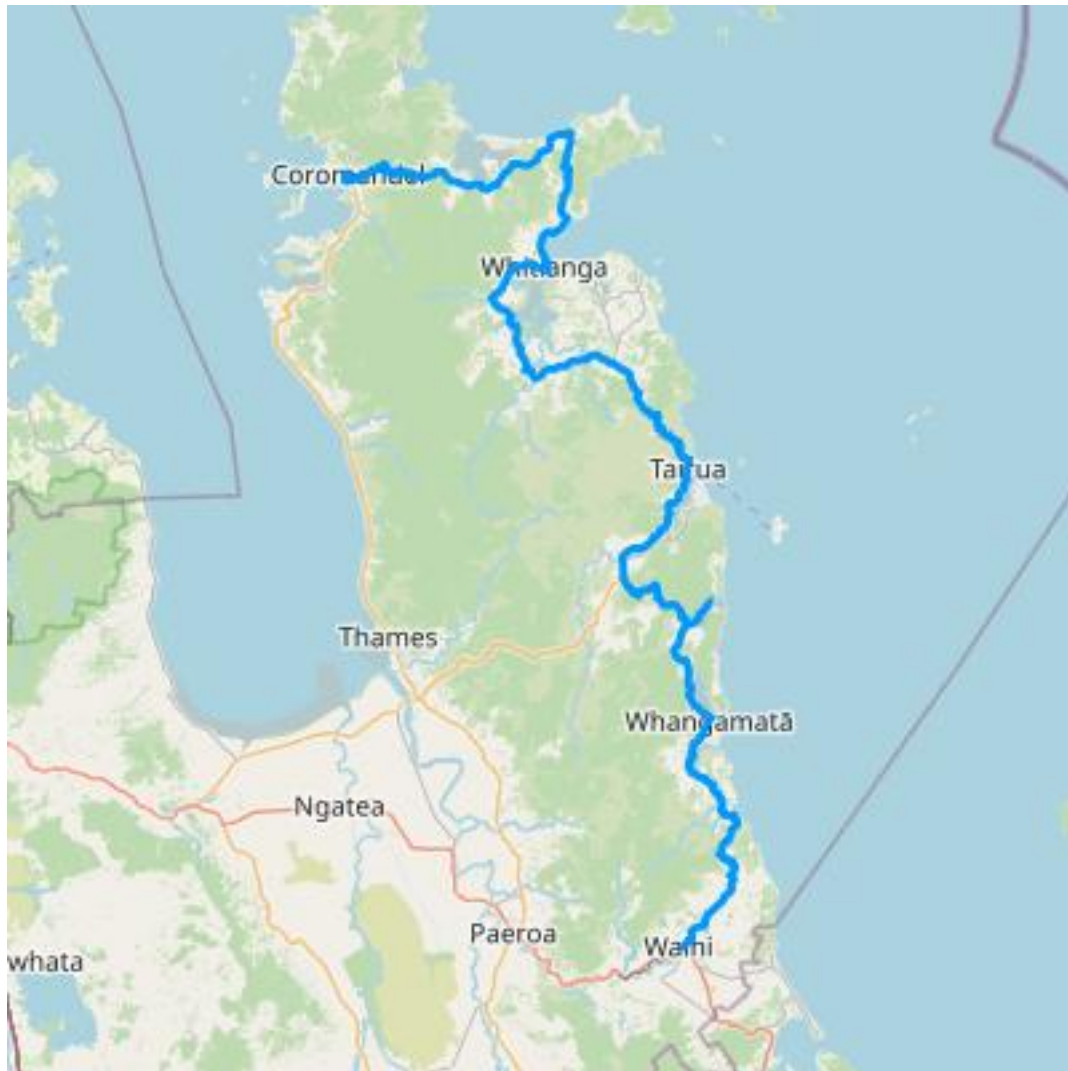 Coromandel
Whitianga
Tairua
Thames
Whangamatā
Ngatea
Paeroa
Waihi
whata